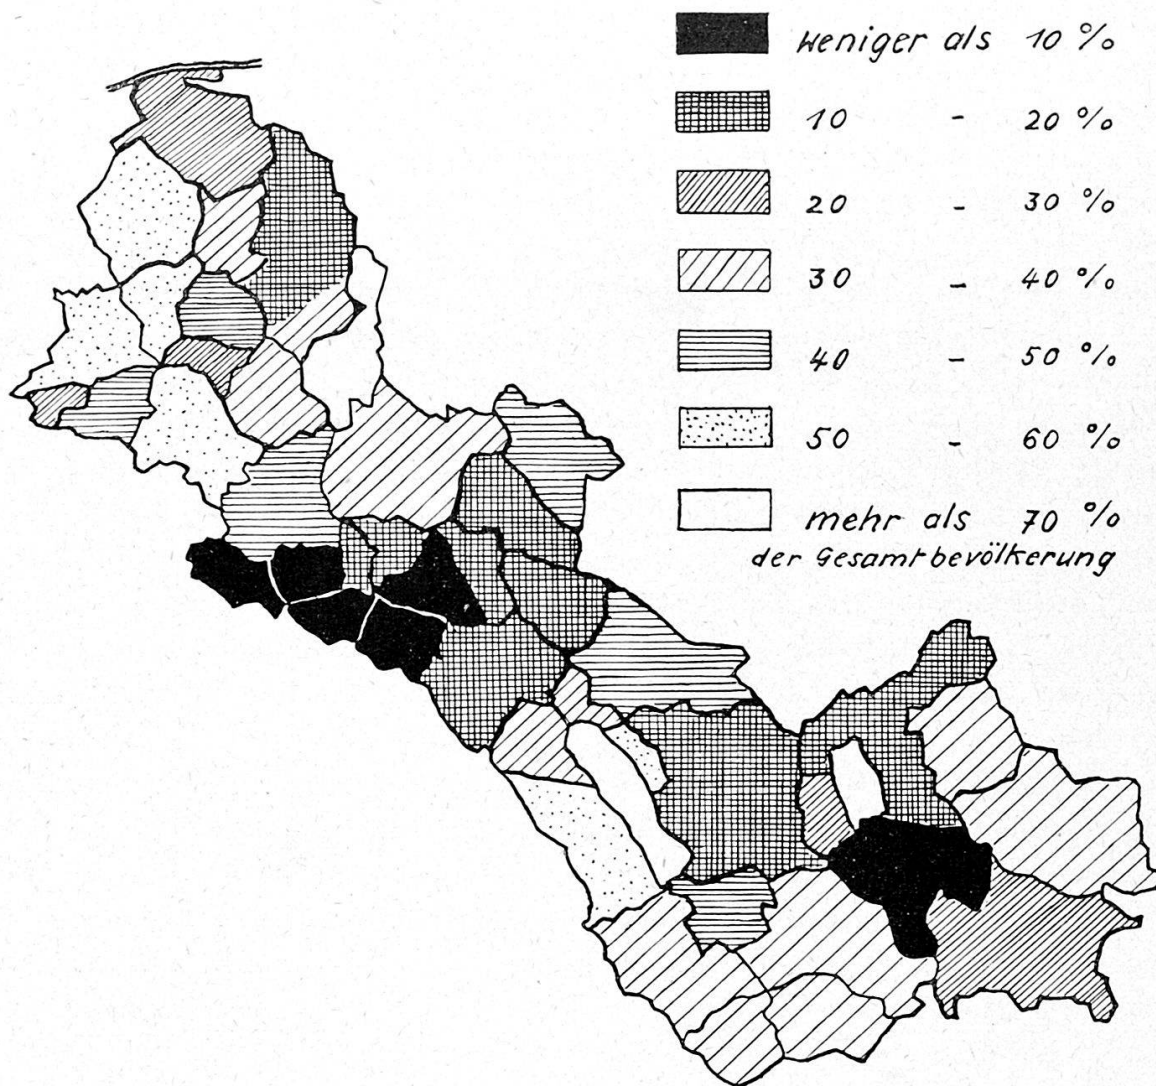 weniger als 10 %
10 - 20 %
20 - 30 %
30 - 40 %
40 - 50 %
50 - 60 %
mehr als 70 %
der Gesamtbevölkerung